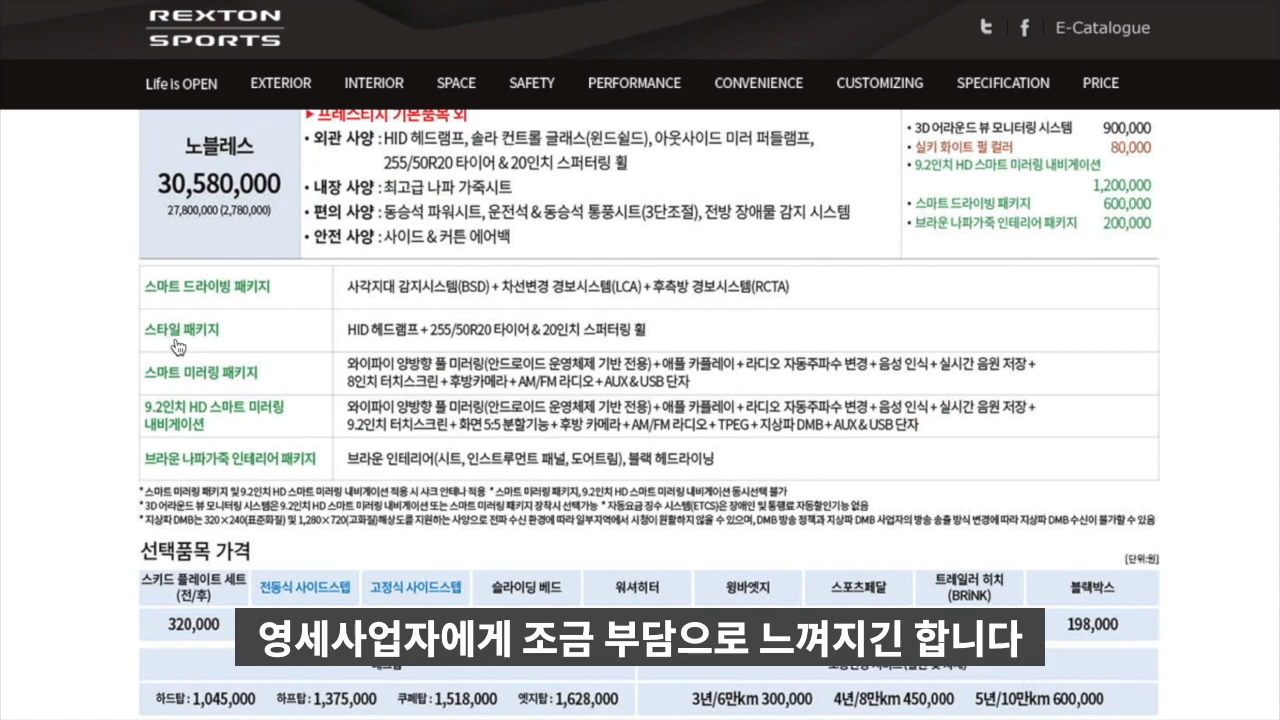 REXTON
SPORTS
E-Catalogue
Life is OPEN EXTERIOR INTERIOR SPACE SAFETY PERFORMANCE CONVENIENCE CUSTOMIZING SPECIFICATION PRICE
노블레스
30,580,000
27,800,000 (2,780,000)
▶ 프레스티지 기본품목 외
• 외관 사양 : HID 헤드램프, 솔라 컨트롤 글래스(윈드쉴드), 아웃사이드 미러 퍼들램프,
255/50R20 타이어 & 20인치 스퍼터링 휠
• 내장 사양 : 최고급 나파 가죽시트
• 편의 사양 : 동승석 파워시트, 운전석 & 동승석 통풍시트(3단조절), 전방 장애물 감지 시스템
• 안전 사양 : 사이드 & 커튼 에어백
• 3D 어라운드 뷰 모니터링 시스템 900,000
• 실키 화이트 펄 컬러 80,000
• 9.2인치 HD 스마트 미러링 내비게이션
1,200,000
• 스마트 드라이빙 패키지 600,000
• 브라운 나파가죽 인테리어 패키지 200,000
스마트 드라이빙 패키지 사각지대 감지시스템(BSD) + 차선변경 경보시스템(LCA) + 후측방 경보시스템(RCTA)
스타일 패키지 HID 헤드램프 + 255/50R20 타이어 & 20인치 스퍼터링 휠
스마트 미러링 패키지
와이파이 양방향 풀 미러링(안드로이드 운영체제 기반 전용) + 애플 카플레이 + 라디오 자동주파수 변경 + 음성 인식 + 실시간 음원 저장 +
8인치 터치스크린 + 후방카메라 + AM/FM 라디오 + AUX & USB 단자
9.2인치 HD 스마트 미러링
내비게이션
와이파이 양방향 풀 미러링(안드로이드 운영체제 기반 전용) + 애플 카플레이 + 라디오 자동주파수 변경 + 음성 인식 + 실시간 음원 저장 +
9.2인치 터치스크린 + 화면 5:5 분할기능 + 후방 카메라 + AM/FM 라디오 + TPEG + 지상파 DMB + AUX & USB 단자
브라운 나파가죽 인테리어 패키지 브라운 인테리어(시트, 인스트루먼트 패널, 도어트림), 블랙 헤드라이닝
* 스마트 미러링 패키지 및 9.2인치 HD 스마트 미러링 내비게이션 적용 시 샤크 안테나 적용 * 스마트 미러링 패키지, 9.2인치 HD 스마트 미러링 내비게이션 동시선택 불가
* 3D 어라운드 뷰 모니터링 시스템은 9.2인치 HD 스마트 미러링 내비게이션 또는 스마트 미러링 패키지 장착시 선택가능 * 자동요금 징수 시스템(ETCS)은 장애인 및 통행료 자동할인기능 없음
* 지상파 DMB는 320×240(표준화질) 및 1,280×720(고화질)해상도를 지원하는 사양으로 전파 수신 환경에 따라 일부지역에서 시청이 원활하지 않을 수 있으며, DMB 방송 정책과 지상파 DMB 사업자의 방송 송출 방식 변경에 따라 지상파 DMB 수신이 불가할 수 있음
선택품목 가격
[단위:원]
스키드 플레이트 세트
(전/후)
전동식 사이드스텝 고정식 사이드스텝 슬라이딩 베드 워셔히터 윙바엣지 스포츠페달
트레일러 히치
(BRiNK)
블랙박스
320,000 198,000
영세사업자에게 조금 부담으로 느껴지긴 합니다
하드탑 : 1,045,000 하프탑 : 1,375,000 쿠페탑 : 1,518,000 엣지탑 : 1,628,000 3년/6만km 300,000 4년/8만km 450,000 5년/10만km 600,000